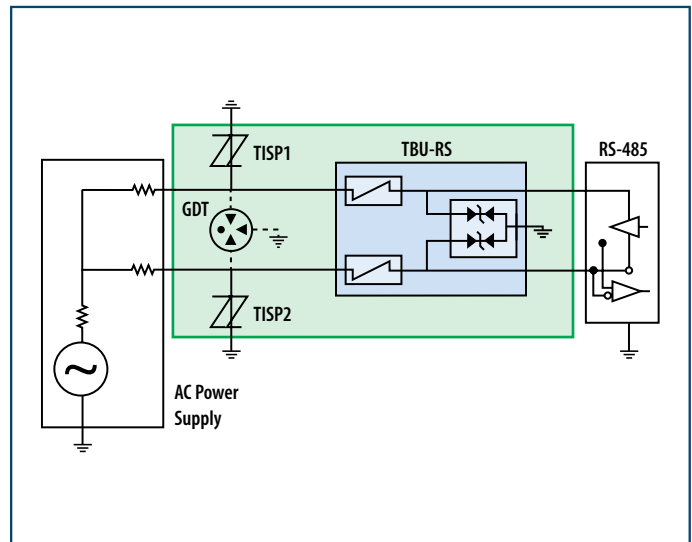 TISP1
TBU-RS
RS-485
GDT
TISP2
AC Power
Supply